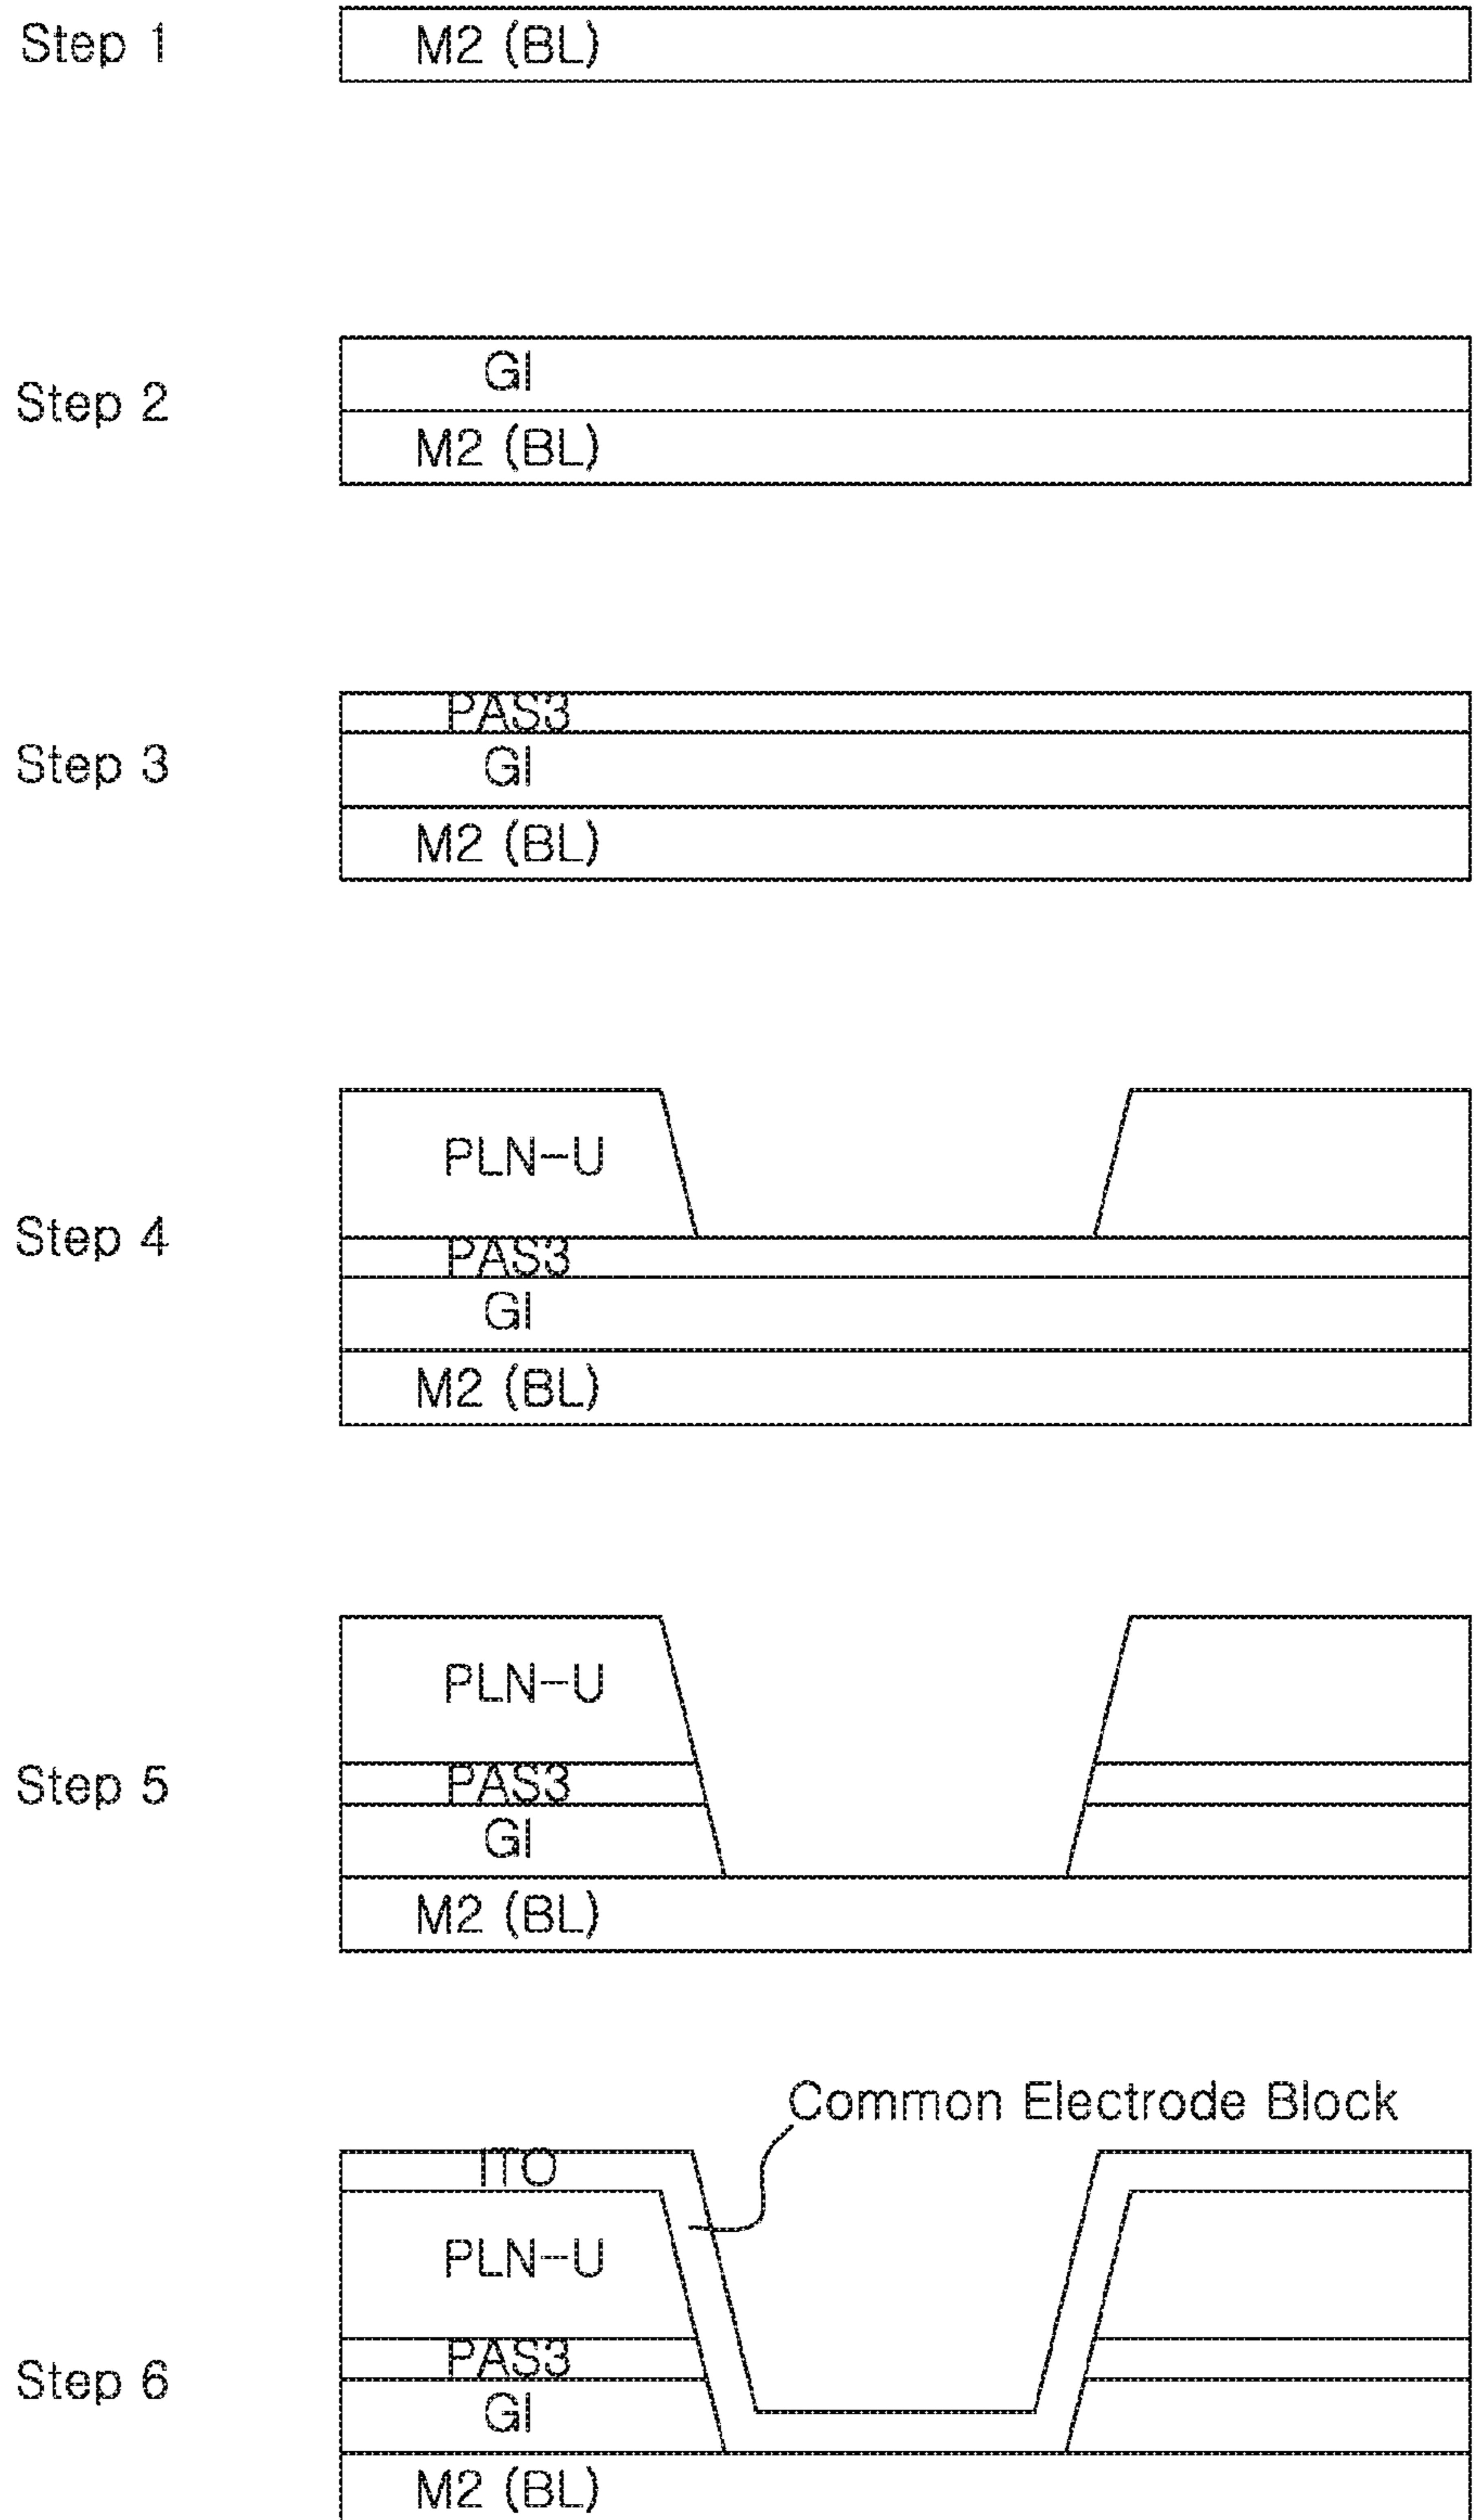 Step 1
M2 (BL)
GI
Step 2
M2 (BL)
PAS3
Step 3
GI
M2 (BL)
PLN-U
Step 4
PAS3
GI
M2 (BL)
PLN-U
Step 5
PAS3
GI
M2 (BL)
Common Electrode Block
ITO
PLN-U
PAS3
Step 6
GI
M2 (BL)